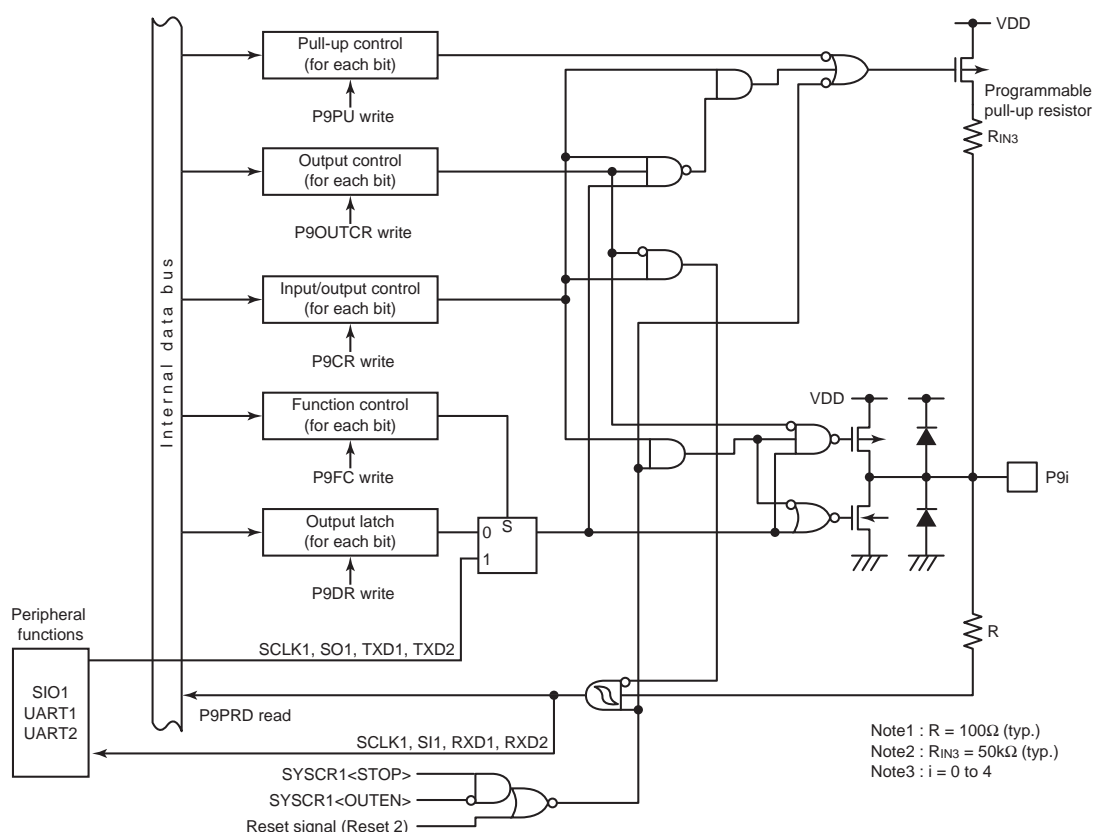 VDD
Pull-up control
(for each bit)
P9PU write
Programmable
pull-up resistor
RIN3
Output control
(for each bit)
P9OUTCR write
Internal data bus
Input/output control
(for each bit)
P9CR write
Function control
(for each bit)
P9FC write
VDD
P9i
Output latch
(for each bit)
0
S
1
P9DR write
Peripheral
functions
SCLK1, SO1, TXD1, TXD2
R
SIO1
UART1
UART2
P9PRD read
SCLK1, SI1, RXD1, RXD2
SYSCR1<STOP>
SYSCR1<OUTEN>
Reset signal (Reset 2)
Note1 : R = 100Ω (typ.)
Note2 : RIN3 = 50kΩ (typ.)
Note3 : i = 0 to 4